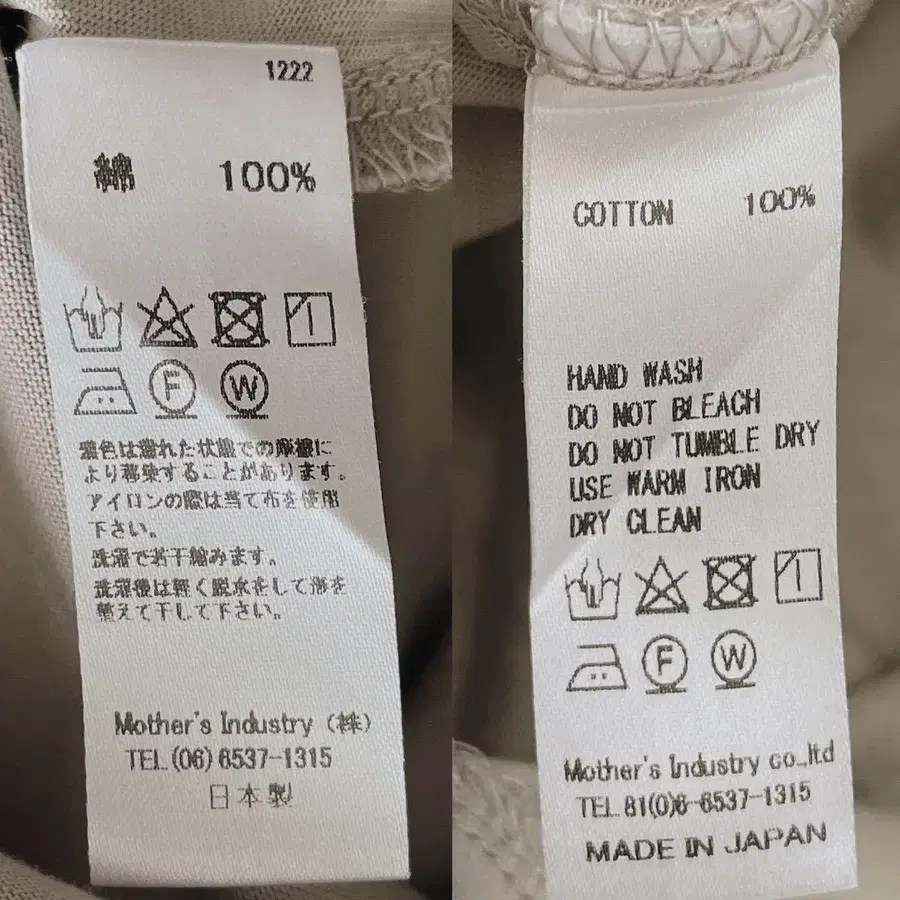 1222
綿 100%
F W
濃色は濡れた状態での摩擦に
より移染することがあります。
アイロンの際は当て布を使用
下さい。
洗濯で若干縮みます。
洗濯後は軽く脱水をして形を
整えて干して下さい。
Mother's Industry (株)
TEL(06)6537-1315
日本製
COTTON 100%
HAND WASH
DO NOT BLEACH
DO NOT TUMBLE DRY
USE WARM IRON
DRY CLEAN
F W
Mother's Industry co.,ltd
TEL 81(0)6-6537-1315
MADE IN JAPAN